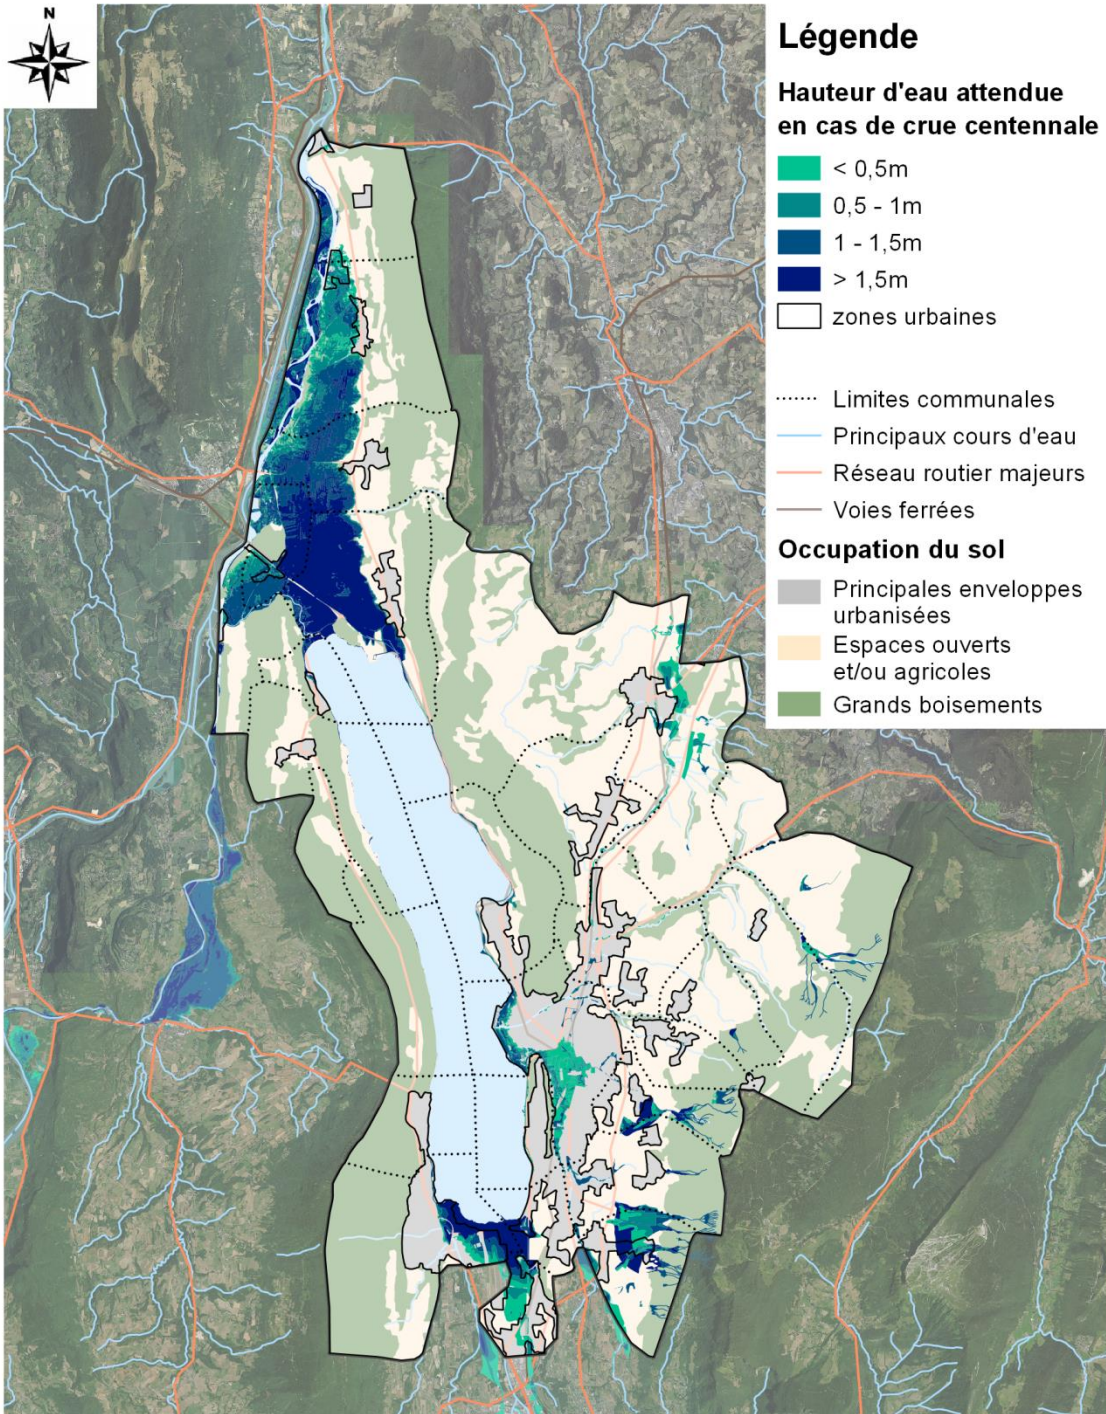 N
Légende
Hauteur d'eau attendue
en cas de crue centennale
< 0,5m
0,5 - 1m
1 - 1,5m
> 1,5m
zones urbaines
Limites communales
Principaux cours d'eau
Réseau routier majeurs
Voies ferrées
Occupation du sol
Principales enveloppes
urbanisées
Espaces ouverts
et/ou agricoles
Grands boisements